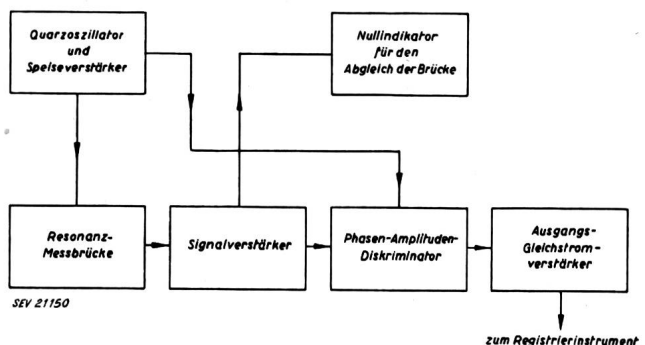 Quarzoszillator
und
Speiseverstärker
Nullindikator
für den
Abgleich der Brücke
Resonanz-
Messbrücke
Signalverstärker
Phasen-Amplituden-
Diskriminator
Ausgangs-
Gleichstrom-
verstärker
SEV 21150
zum Registrierinstrument